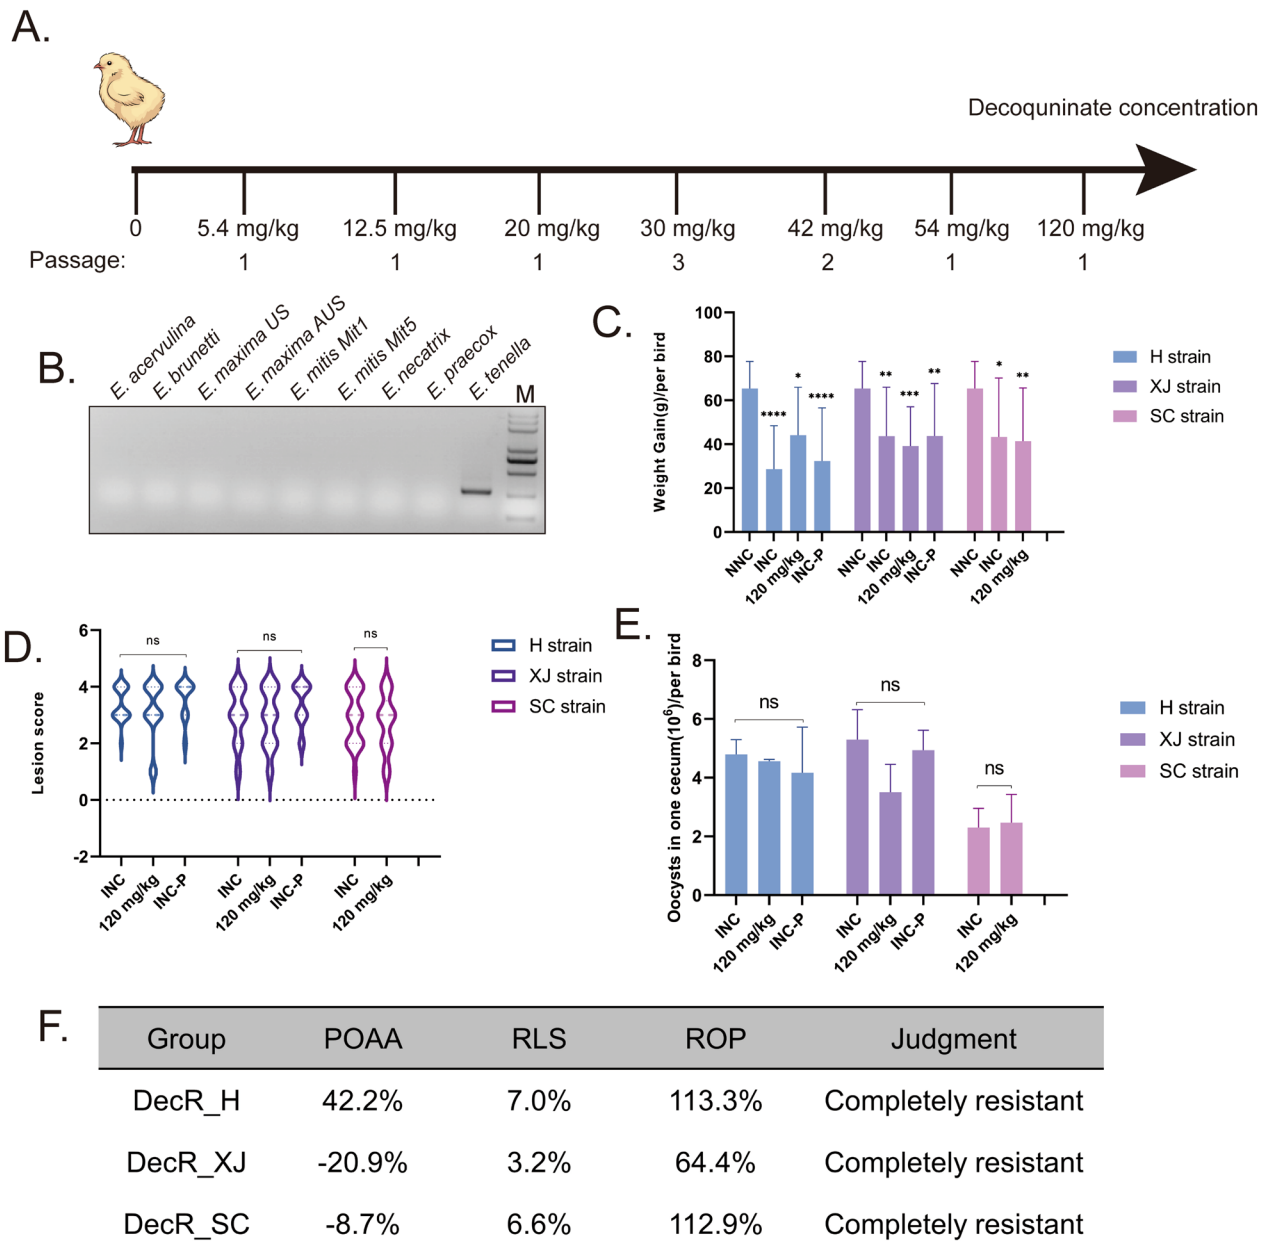 A.
Decoquninate concentration
0 5.4 mg/kg 12.5 mg/kg 20 mg/kg 30 mg/kg 42 mg/kg 54 mg/kg 120 mg/kg
Passage: 1 1 1 3 2 1 1
B.
E. acervulina E. brunetti E. maxima US E. maxima AUS E. mitis Mit1 E. mitis Mit5 E. necatrix E. praecox E. tenella M
C.
Weight Gain(g)/per bird
100
80
60
40
20
0
**** * **** ** *** ** * **
NNC INC 120 mg/kg INC-P NNC INC 120 mg/kg INC-P NNC INC 120 mg/kg
H strain
XJ strain
SC strain
D.
Lesion score
6
4
2
0
-2
ns ns ns
INC 120 mg/kg INC-P INC 120 mg/kg INC-P INC 120 mg/kg
H strain
XJ strain
SC strain
E.
Oocysts in one cecum(10⁶)/per bird
8
6
4
2
0
ns ns ns
INC 120 mg/kg INC-P INC 120 mg/kg INC-P INC 120 mg/kg
H strain
XJ strain
SC strain
F.
Group POAA RLS ROP Judgment
DecR_H 42.2% 7.0% 113.3% Completely resistant
DecR_XJ -20.9% 3.2% 64.4% Completely resistant
DecR_SC -8.7% 6.6% 112.9% Completely resistant